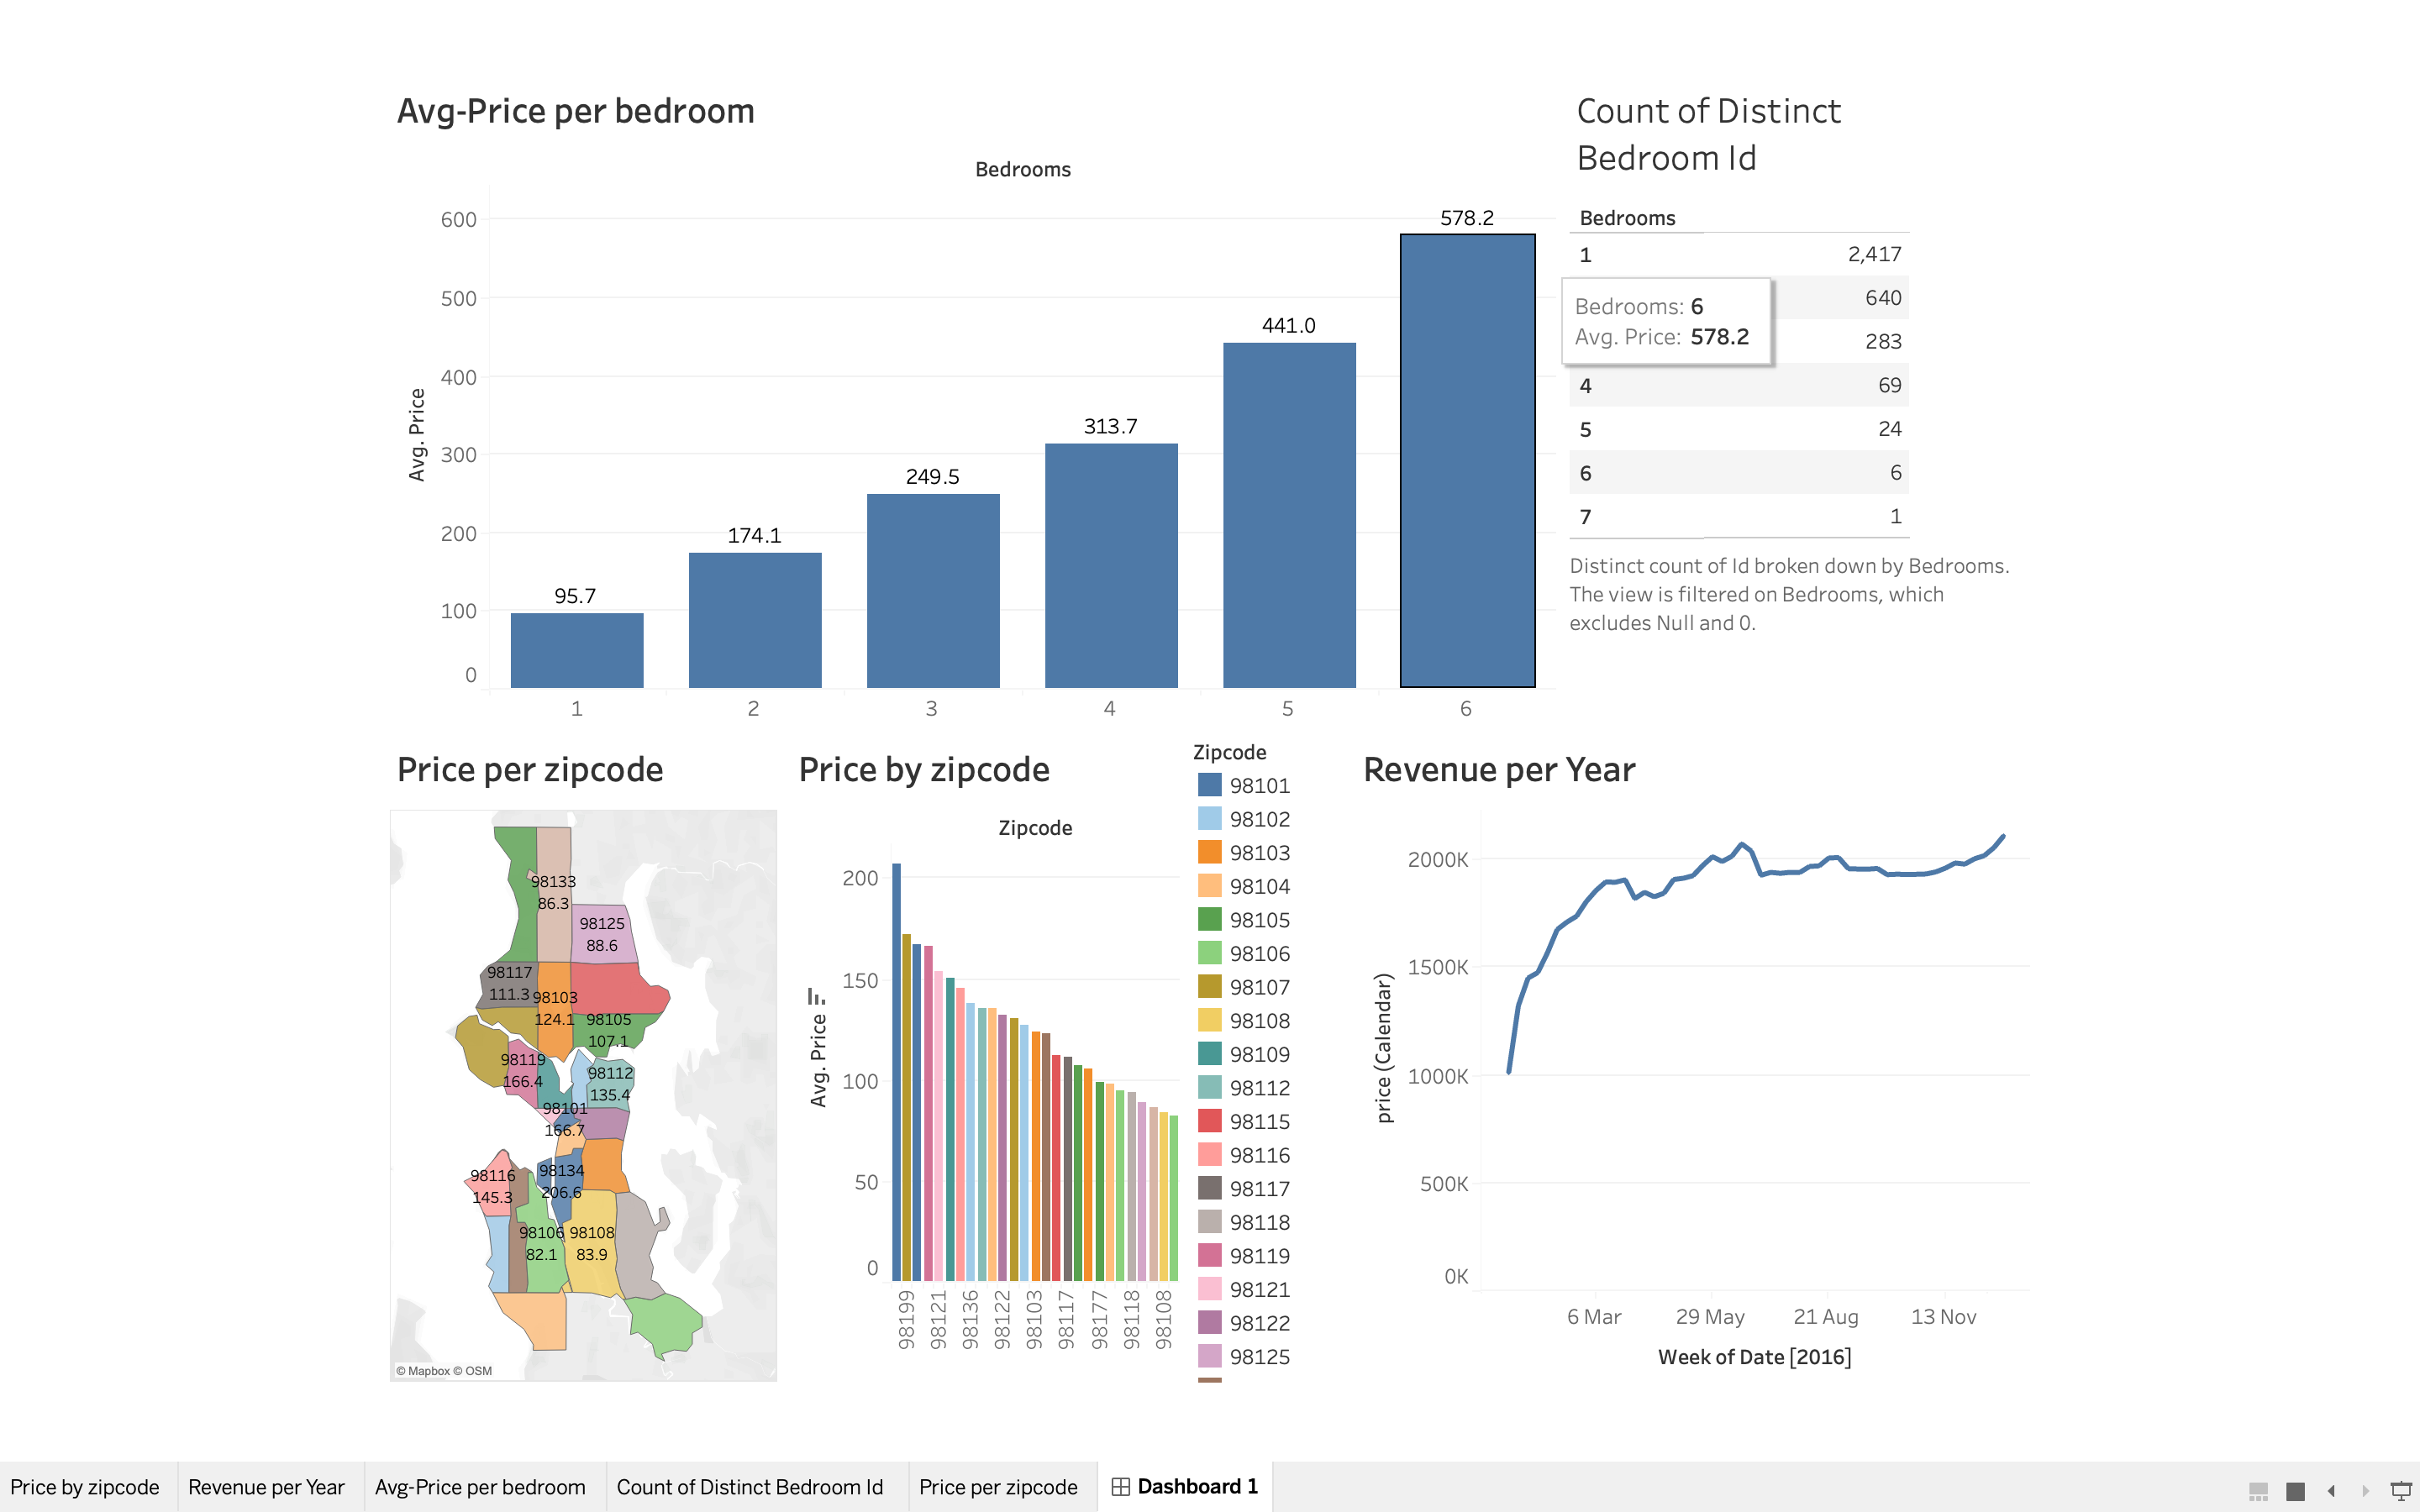 Avg-Price per bedroom
Bedrooms
Avg. Price
600
500
400
300
200
100
0
95.7
174.1
249.5
313.7
441.0
578.2
1
2
3
4
5
6
Count of Distinct
Bedroom Id
Bedrooms
1 2,417
640
283
4 69
5 24
6 6
7 1
Bedrooms: 6
Avg. Price: 578.2
Distinct count of Id broken down by Bedrooms.
The view is filtered on Bedrooms, which
excludes Null and 0.
Price per zipcode
98133
86.3
98125
88.6
98117
111.3
98103
124.1
98105
107.1
98119
166.4
98112
135.4
98101
166.7
98116
145.3
98134
206.6
98106
82.1
98108
83.9
© Mapbox © OSM
Price by zipcode
Zipcode
Avg. Price
200
150
100
50
0
98199
98121
98136
98122
98103
98117
98177
98118
98108
Zipcode
98101
98102
98103
98104
98105
98106
98107
98108
98109
98112
98115
98116
98117
98118
98119
98121
98122
98125
Revenue per Year
price (Calendar)
2000K
1500K
1000K
500K
0K
6 Mar
29 May
21 Aug
13 Nov
Week of Date [2016]
Price by zipcode
Revenue per Year
Avg-Price per bedroom
Count of Distinct Bedroom Id
Price per zipcode
Dashboard 1